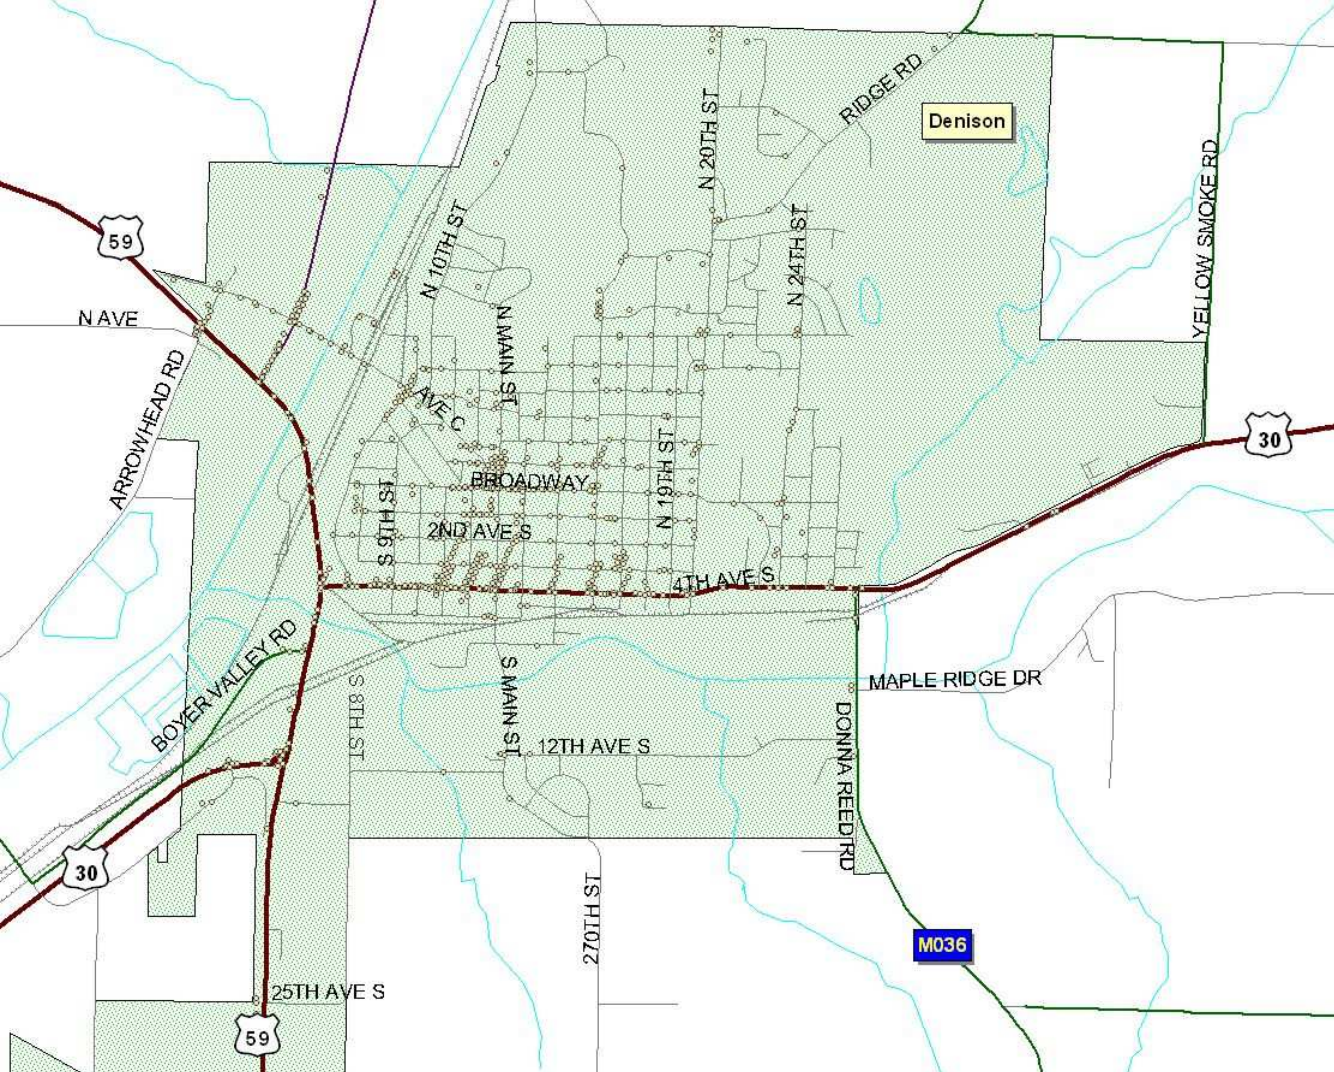 RIDGE RD
Denison
N 20TH ST
YELLOW SMOKE RD
59
N 10TH ST
N 24TH ST
N AVE
N MAIN ST
ARROWHEAD RD
AVE C
30
N 19TH ST
BROADWAY
S 9TH ST
2ND AVE S
4TH AVE S
BOYER VALLEY RD
MAPLE RIDGE DR
S 8TH ST
S MAIN ST
DONNA REED RD
12TH AVE S
30
270TH ST
M036
25TH AVE S
59